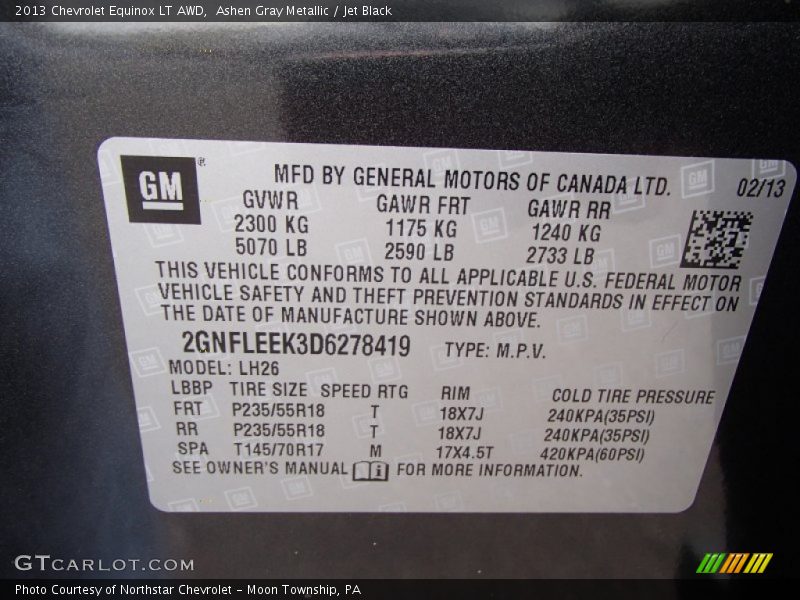 2013 Chevrolet Equinox LT AWD, Ashen Gray Metallic / Jet Black
GM ®
MFD BY GENERAL MOTORS OF CANADA LTD. 02/13
GVWR GAWR FRT GAWR RR
2300 KG 1175 KG 1240 KG
5070 LB 2590 LB 2733 LB
THIS VEHICLE CONFORMS TO ALL APPLICABLE U.S. FEDERAL MOTOR
VEHICLE SAFETY AND THEFT PREVENTION STANDARDS IN EFFECT ON
THE DATE OF MANUFACTURE SHOWN ABOVE.
2GNFLEEK3D6278419 TYPE: M.P.V.
MODEL: LH26
LBBP TIRE SIZE SPEED RTG RIM COLD TIRE PRESSURE
FRT P235/55R18 T 18X7J 240KPA(35PSI)
RR P235/55R18 T 18X7J 240KPA(35PSI)
SPA T145/70R17 M 17X4.5T 420KPA(60PSI)
SEE OWNER'S MANUAL FOR MORE INFORMATION.
GTCARLOT.COM
Photo Courtesy of Northstar Chevrolet - Moon Township, PA